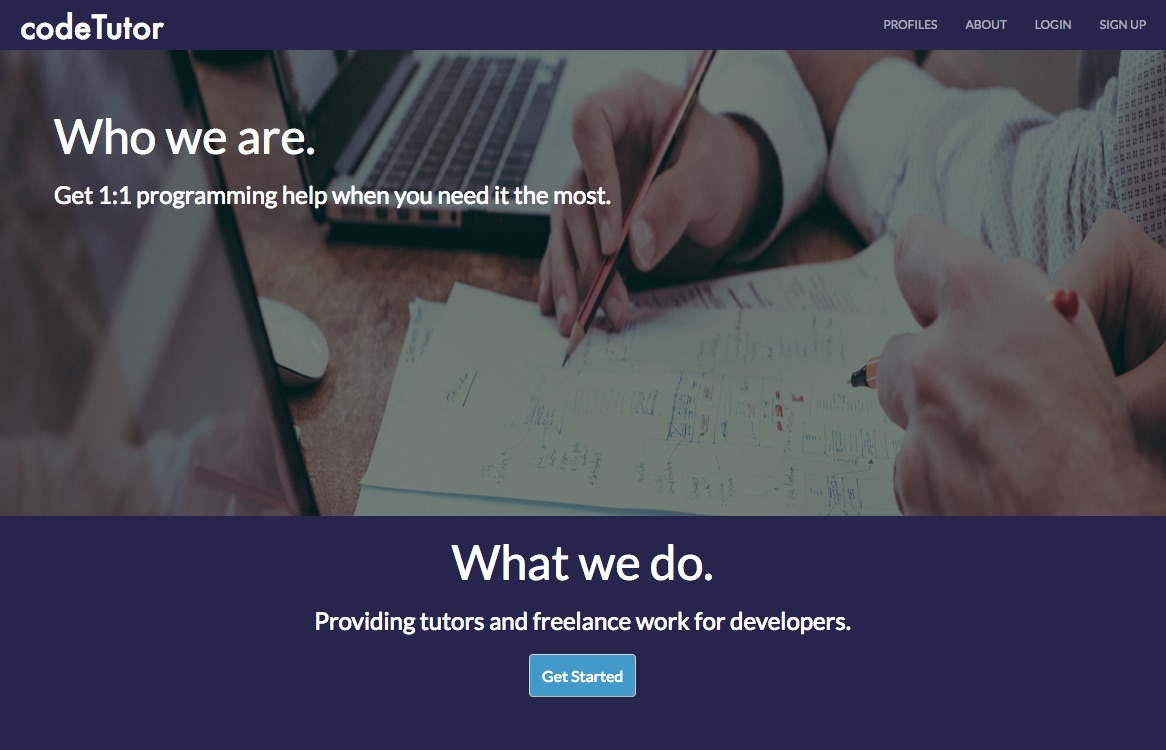 codeTutor
PROFILES ABOUT LOGIN SIGN UP
Who we are.
Get 1:1 programming help when you need it the most.
What we do.
Providing tutors and freelance work for developers.
Get Started